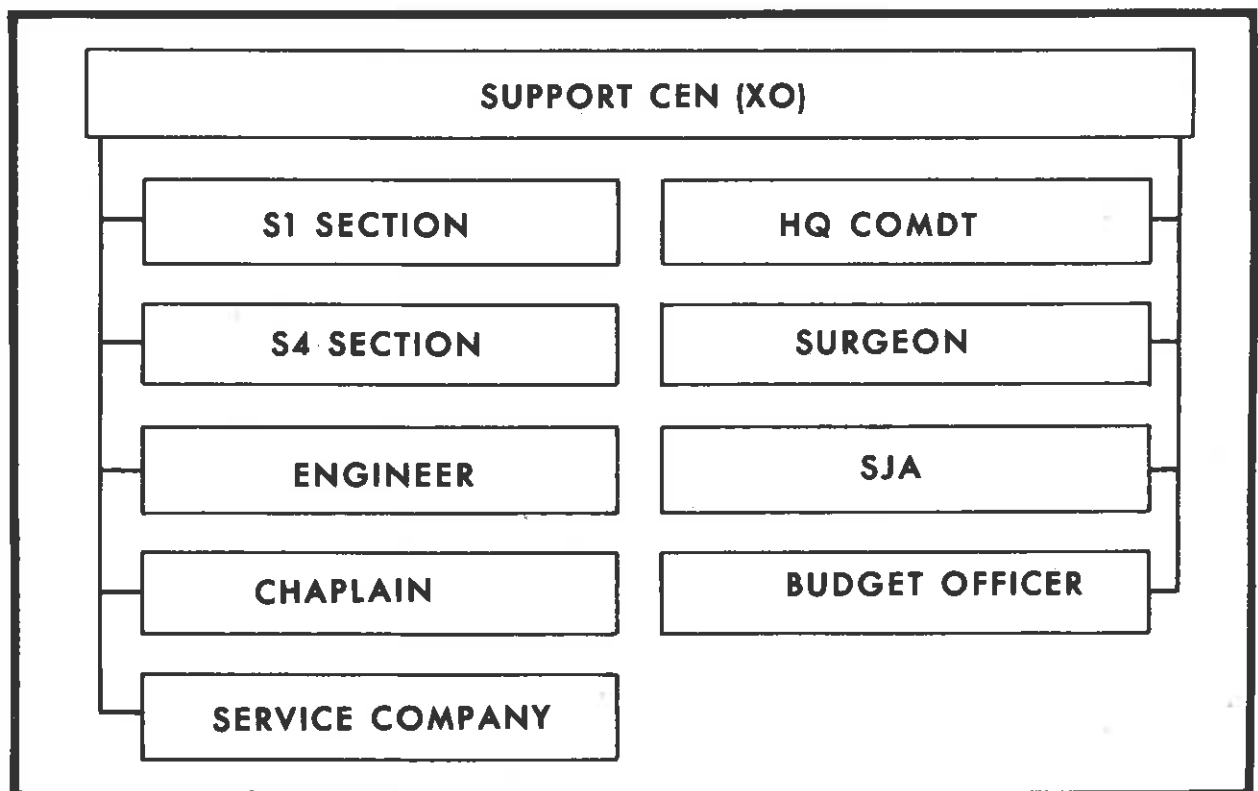 SUPPORT CEN (XO)
S1 SECTION
HQ COMDT
S4 SECTION
SURGEON
ENGINEER
SJA
CHAPLAIN
BUDGET OFFICER
SERVICE COMPANY